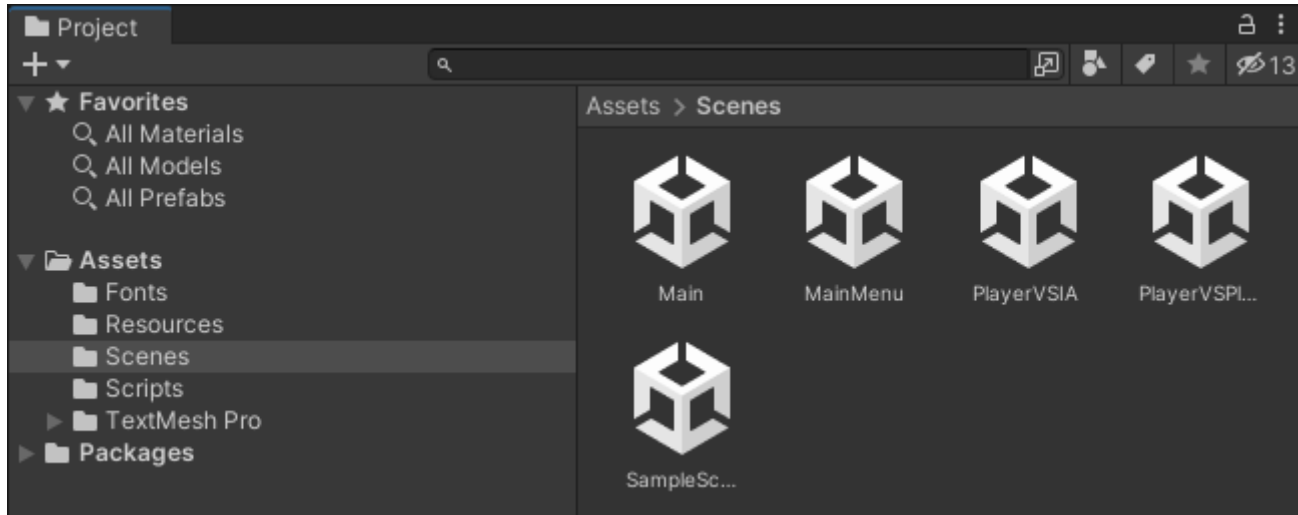 Project
13
Favorites
All Materials
All Models
All Prefabs
Assets
Fonts
Resources
Scenes
Scripts
TextMesh Pro
Packages
Assets > Scenes
Main
MainMenu
PlayerVSIA
PlayerVSPl...
SampleSc...